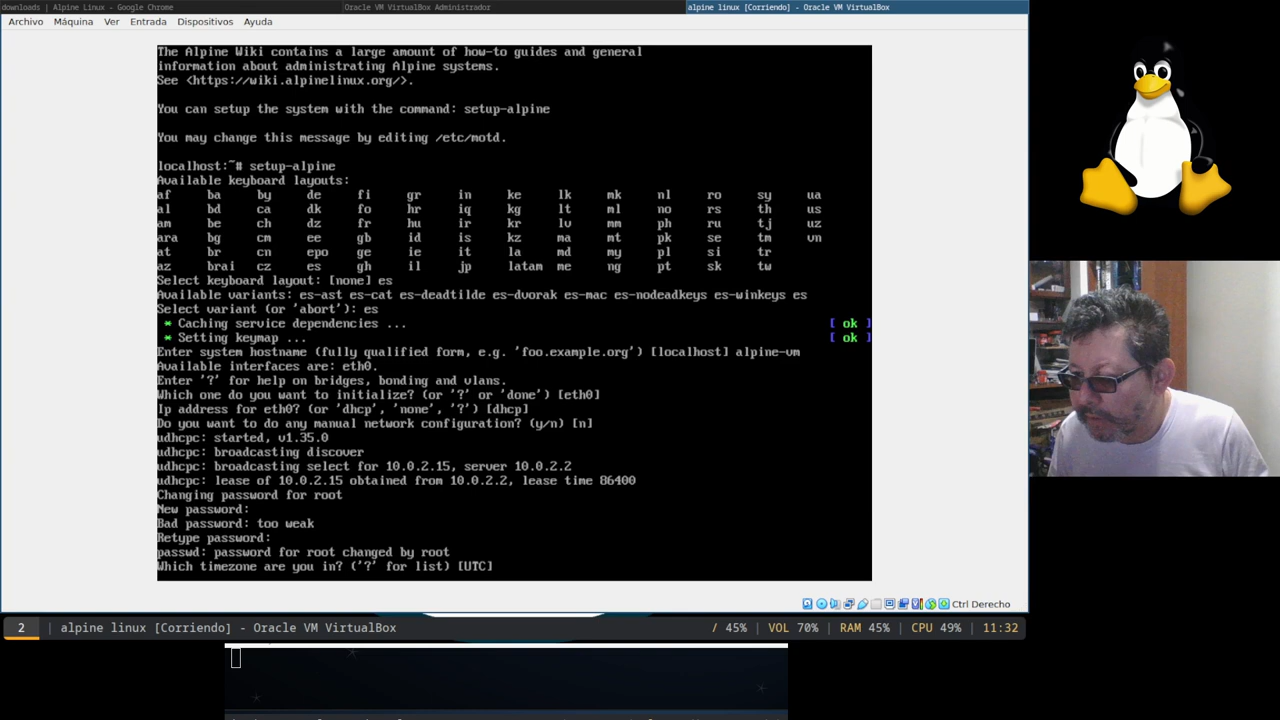 downloads | Alpine Linux - Google Chrome
Oracle VM VirtualBox Administrador
alpine linux [Corriendo] - Oracle VM VirtualBox
Archivo Máquina Ver Entrada Dispositivos Ayuda
The Alpine Wiki contains a large amount of how-to guides and general
information about administrating Alpine systems.
See <https://wiki.alpinelinux.org/>.
You can setup the system with the command: setup-alpine
You may change this message by editing /etc/motd.
localhost:~# setup-alpine
Available keyboard layouts:
af ba by de fi gr in ke lk mk nl ro sy ua
al bd ca dk fo hr iq kg lt ml no rs th us
am be ch dz fr hu ir kr lv mm ph ru tj uz
ara bg cm ee gb id is kz ma mt pk se tm vn
at br cn epo ge ie it la md my pl si tr
az brai cz es gh il jp latam me ng pt sk tw
Select keyboard layout: [none] es
Available variants: es-ast es-cat es-deadtilde es-dvorak es-mac es-nodeadkeys es-winkeys es
Select variant (or 'abort'): es
* Caching service dependencies ... [ ok ]
* Setting keymap ... [ ok ]
Enter system hostname (fully qualified form, e.g. 'foo.example.org') [localhost] alpine-vm
Available interfaces are: eth0.
Enter '?' for help on bridges, bonding and vlans.
Which one do you want to initialize? (or '?' or 'done') [eth0]
Ip address for eth0? (or 'dhcp', 'none', '?') [dhcp]
Do you want to do any manual network configuration? (y/n) [n]
udhcpc: started, v1.35.0
udhcpc: broadcasting discover
udhcpc: broadcasting select for 10.0.2.15, server 10.0.2.2
udhcpc: lease of 10.0.2.15 obtained from 10.0.2.2, lease time 86400
Changing password for root
New password:
Bad password: too weak
Retype password:
passwd: password for root changed by root
Which timezone are you in? ('?' for list) [UTC]
Ctrl Derecho
2 | alpine linux [Corriendo] - Oracle VM VirtualBox / 45% | VOL 70% | RAM 45% | CPU 49% | 11:32